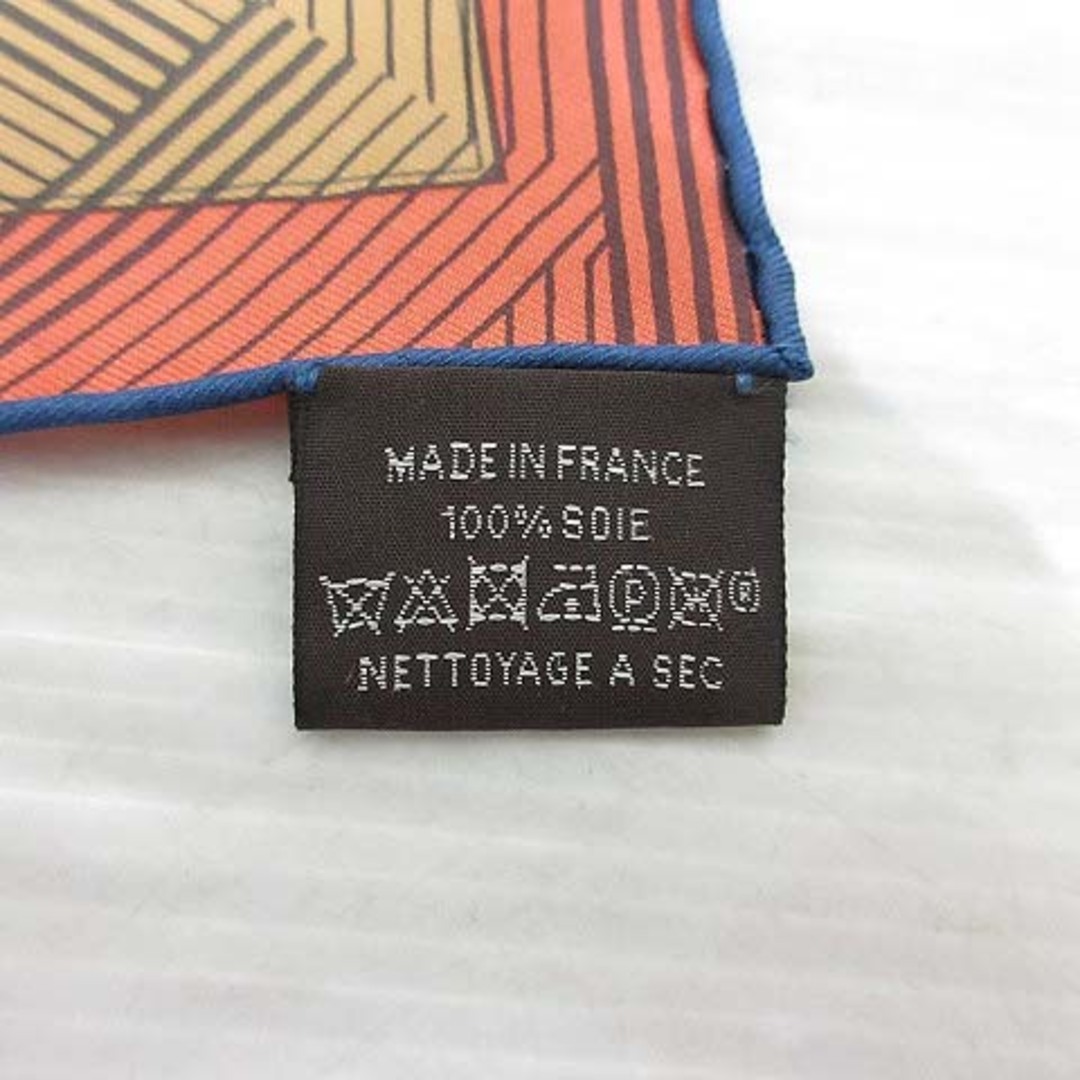 MADE IN FRANCE
100% SOIE
P ®
NETTOYAGE A SEC